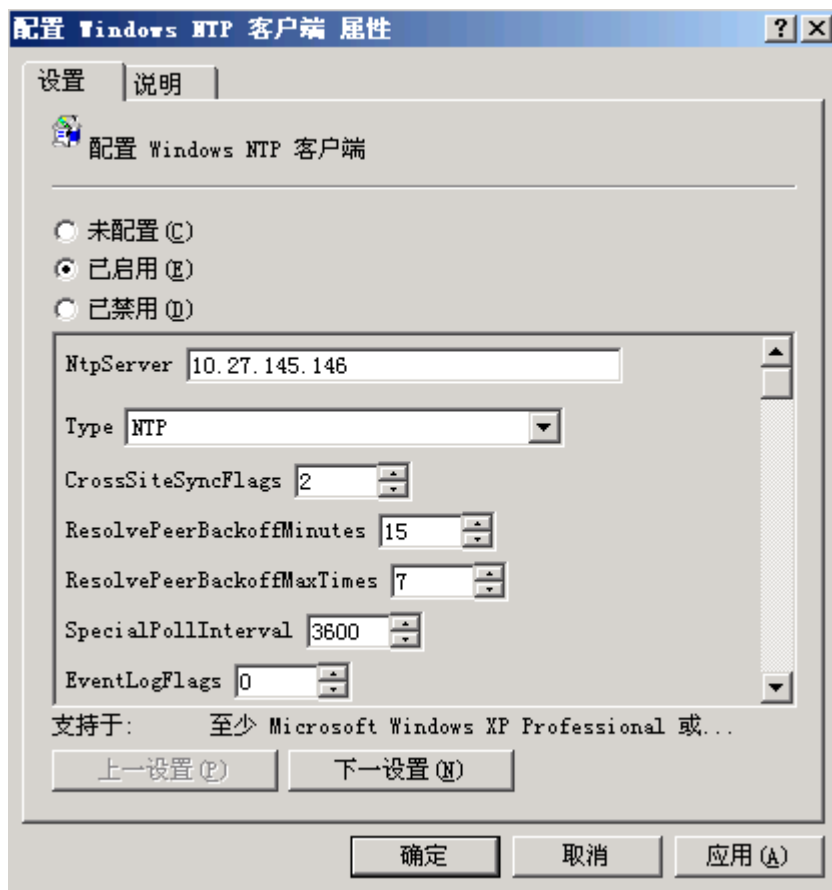 配置 Windows NTP 客户端 属性
设置 说明
配置 Windows NTP 客户端
未配置(C)
已启用(E)
已禁用(D)
NtpServer 10.27.145.146
Type NTP
CrossSiteSyncFlags 2
ResolvePeerBackoffMinutes 15
ResolvePeerBackoffMaxTimes 7
SpecialPollInterval 3600
EventLogFlags 0
支持于: 至少 Microsoft Windows XP Professional 或...
上一设置(P) 下一设置(N)
确定 取消 应用(A)